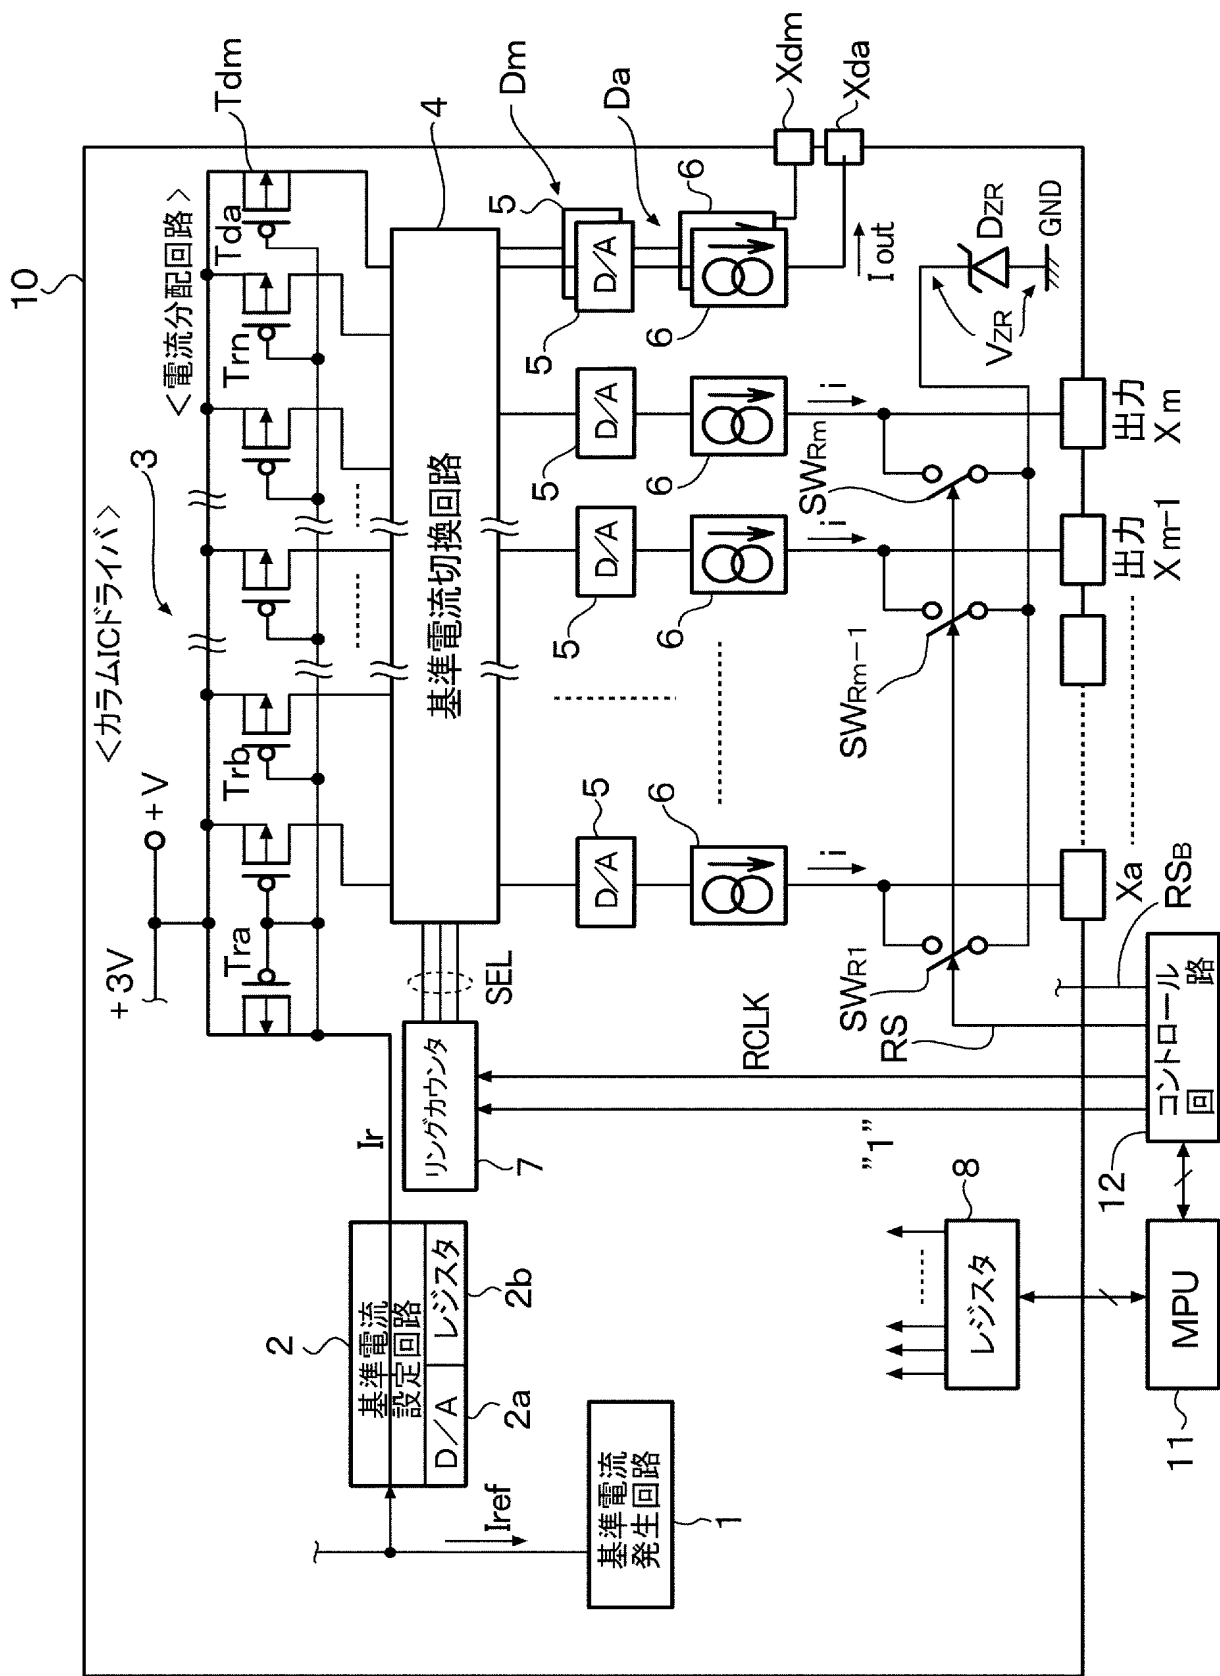 10
<カラムICドライバ>
+3V
+V
3
<電流分配回路>
Tra
Trb
Trn
Tda
Tdm
Ir
2
基準電流
設定回路
D/A
レジスタ
2a
2b
Iref
基準電流
発生回路
1
リングカウンタ
7
SEL
基準電流切換回路
4
D/A
5
D/A
5
D/A
5
D/A
5
5
Dm
Da
6
6
6
6
6
i
i
i
Iout
Xdm
Xda
RCLK
"1"
SWR1
SWRm-1
SWRm
RS
RSB
VZR
DZR
GND
8
レジスタ
MPU
11
12
コントロール
回路
Xa
出力
Xm-1
出力
Xm